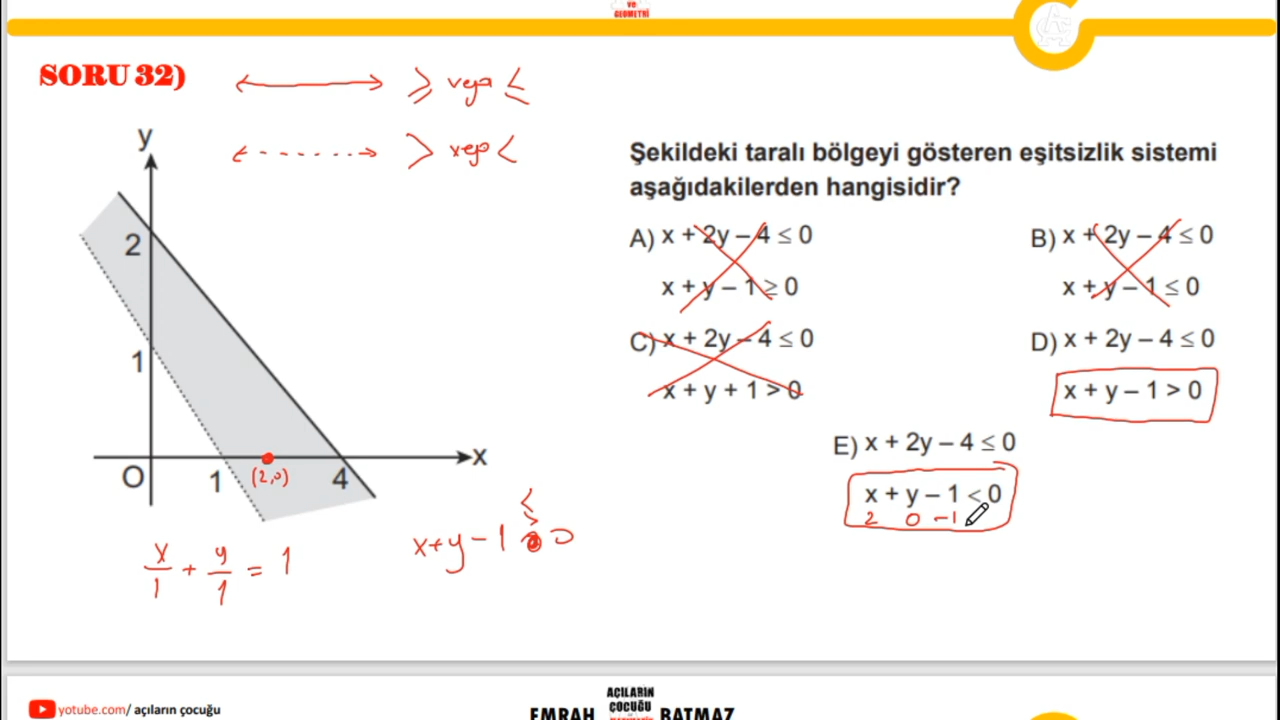 VE
GEOMETRİ
SORU 32)
≥ veya ≤
> veya <
y
2
1
O
1
(2,0)
4
x
x/1 + y/1 = 1
<
>
x+y-1 0
Şekildeki taralı bölgeyi gösteren eşitsizlik sistemi
aşağıdakilerden hangisidir?
A) x + 2y – 4 ≤ 0
x + y – 1 ≥ 0
B) x + 2y – 4 ≤ 0
x + y – 1 ≤ 0
C) x + 2y – 4 ≤ 0
x + y + 1 > 0
D) x + 2y – 4 ≤ 0
x + y – 1 > 0
E) x + 2y – 4 ≤ 0
x + y – 1 < 0
2 0 -1
yotube.com/ açıların çocuğu
AÇILARIN
ÇOCUĞU
EMRAH BATMAZ